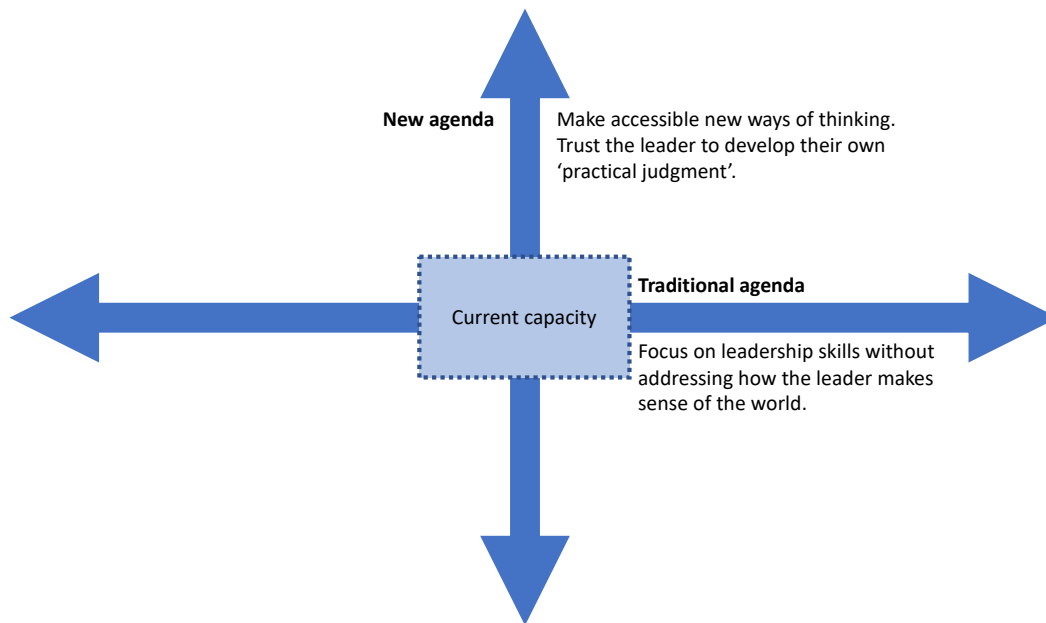 New agenda
Make accessible new ways of thinking.
Trust the leader to develop their own
‘practical judgment’.
Traditional agenda
Current capacity
Focus on leadership skills without
addressing how the leader makes
sense of the world.